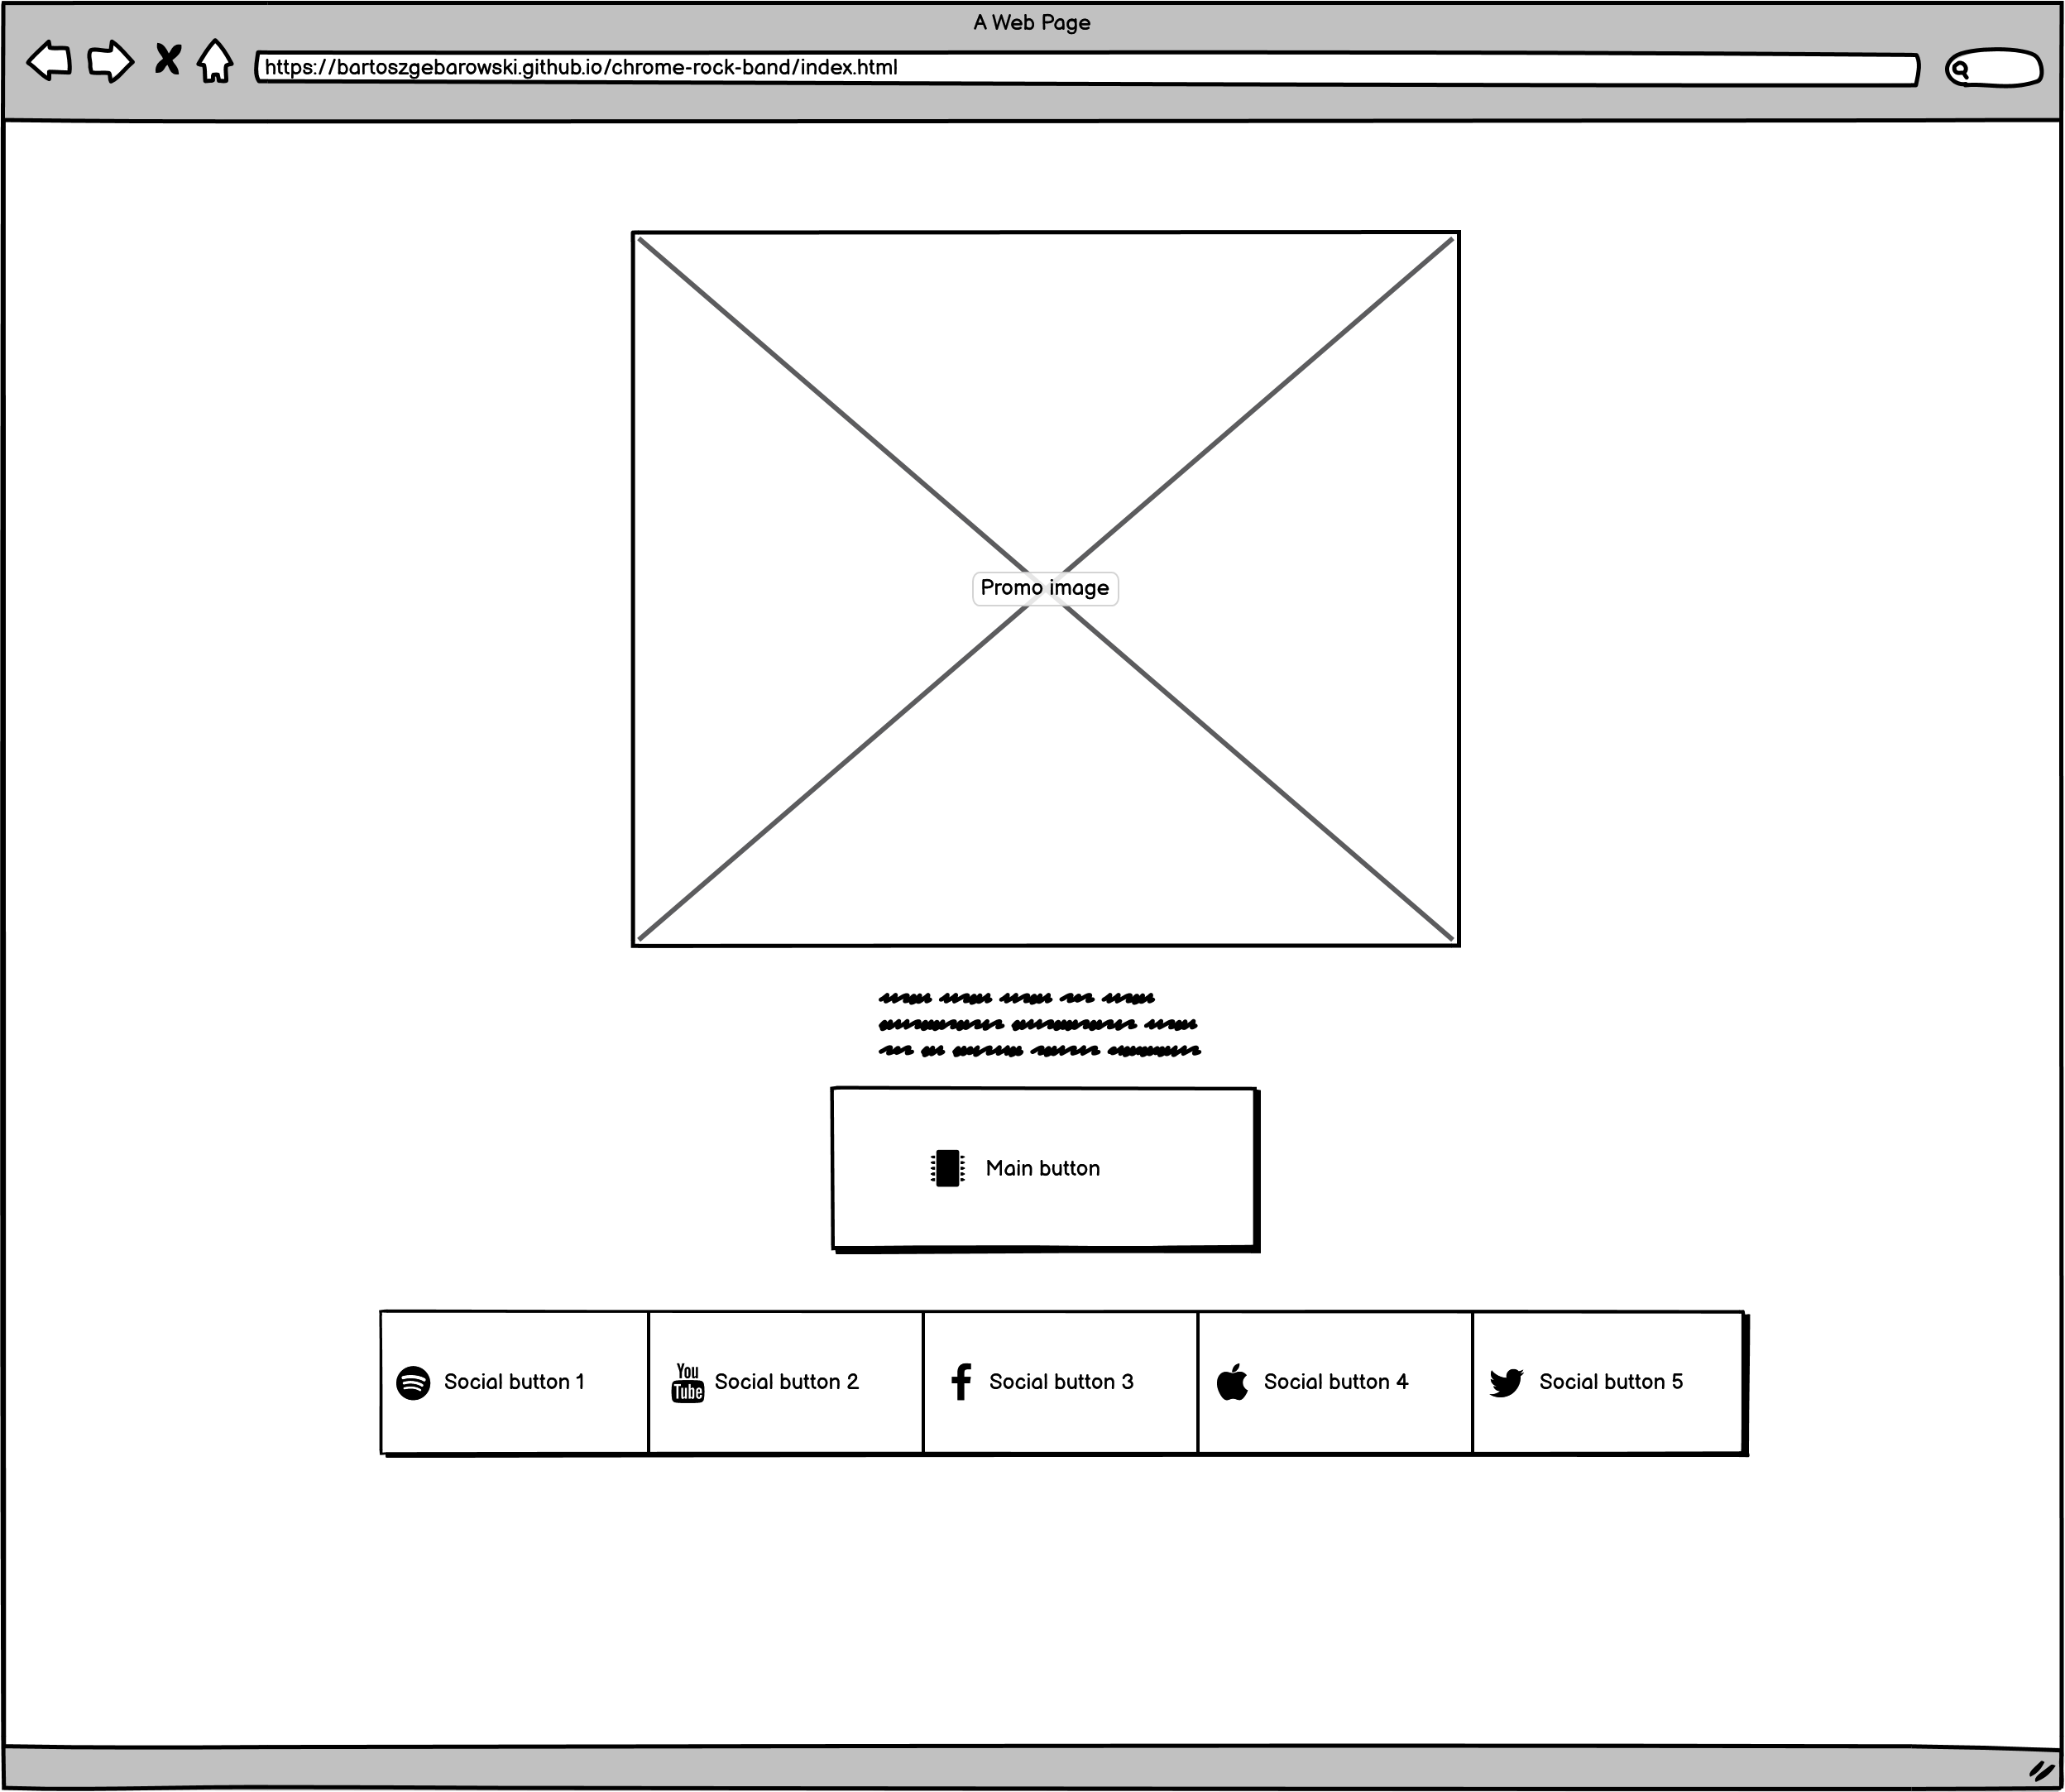 A Web Page
https://bartoszgebarowski.github.io/chrome-rock-band/index.html
Promo image
Main button
Social button 1
You
Tube
Social button 2
Social button 3
Social button 4
Social button 5